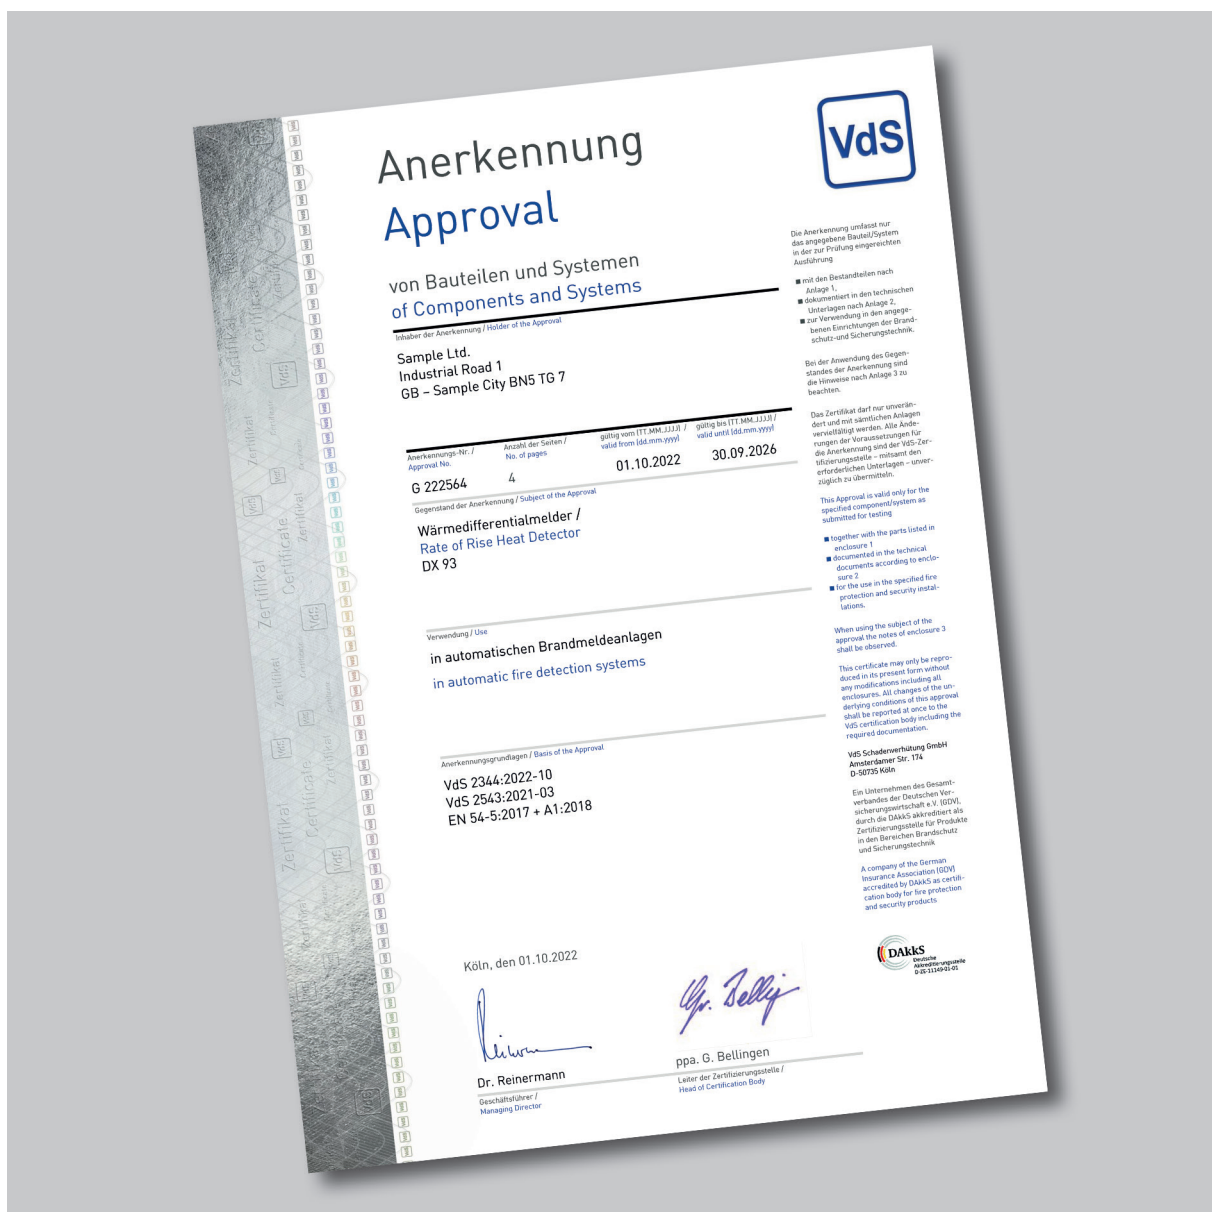 Anerkennung
Approval
von Bauteilen und Systemen
of Components and Systems
Inhaber der Anerkennung / Holder of the Approval
Sample Ltd.
Industrial Road 1
GB – Sample City BN5 TG 7
Anerkennungs-Nr. /
Approval No.
Anzahl der Seiten /
No. of pages
gültig vom (TT.MM.JJJJ) /
valid from (dd.mm.yyyy)
gültig bis (TT.MM.JJJJ) /
valid until (dd.mm.yyyy)
G 222564
4
01.10.2022
30.09.2026
Gegenstand der Anerkennung / Subject of the Approval
Wärmedifferentialmelder /
Rate of Rise Heat Detector
DX 93
Verwendung / Use
in automatischen Brandmeldeanlagen
in automatic fire detection systems
Anerkennungsgrundlagen / Basis of the Approval
VdS 2344:2022-10
VdS 2543:2021-03
EN 54-5:2017 + A1:2018
Köln, den 01.10.2022
Dr. Reinermann
Geschäftsführer /
Managing Director
ppa. G. Bellingen
Leiter der Zertifizierungsstelle /
Head of Certification Body
VdS
Die Anerkennung umfasst nur
das angegebene Bauteil/System
in der zur Prüfung eingereichten
Ausführung
■ mit den Bestandteilen nach
Anlage 1,
■ dokumentiert in den technischen
Unterlagen nach Anlage 2,
■ zur Verwendung in den angege-
benen Einrichtungen der Brand-
schutz-und Sicherungstechnik.
Bei der Anwendung des Gegen-
standes der Anerkennung sind
die Hinweise nach Anlage 3 zu
beachten.
Das Zertifikat darf nur unverän-
dert und mit sämtlichen Anlagen
vervielfältigt werden. Alle Ände-
rungen der Voraussetzungen für
die Anerkennung sind der VdS-Zer-
tifizierungsstelle – mitsamt den
erforderlichen Unterlagen – unver-
züglich zu übermitteln.
This Approval is valid only for the
specified component/system as
submitted for testing
■ together with the parts listed in
enclosure 1
■ documented in the technical
documents according to enclo-
sure 2
■ for the use in the specified fire
protection and security instal-
lations.
When using the subject of the
approval the notes of enclosure 3
shall be observed.
This certificate may only be repro-
duced in its present form without
any modifications including all
enclosures. All changes of the un-
derlying conditions of this approval
shall be reported at once to the
VdS certification body including the
required documentation.
VdS Schadenverhütung GmbH
Amsterdamer Str. 174
D-50735 Köln
Ein Unternehmen des Gesamt-
verbandes der Deutschen Ver-
sicherungswirtschaft e.V. (GDV),
durch die DAkkS akkreditiert als
Zertifizierungsstelle für Produkte
in den Bereichen Brandschutz
und Sicherungstechnik
A company of the German
Insurance Association (GDV)
accredited by DAkkS as certifi-
cation body for fire protection
and security products
DAkkS
Deutsche
Akkreditierungsstelle
D-ZE-11149-01-01
Zertifikat
Certificate
VdS